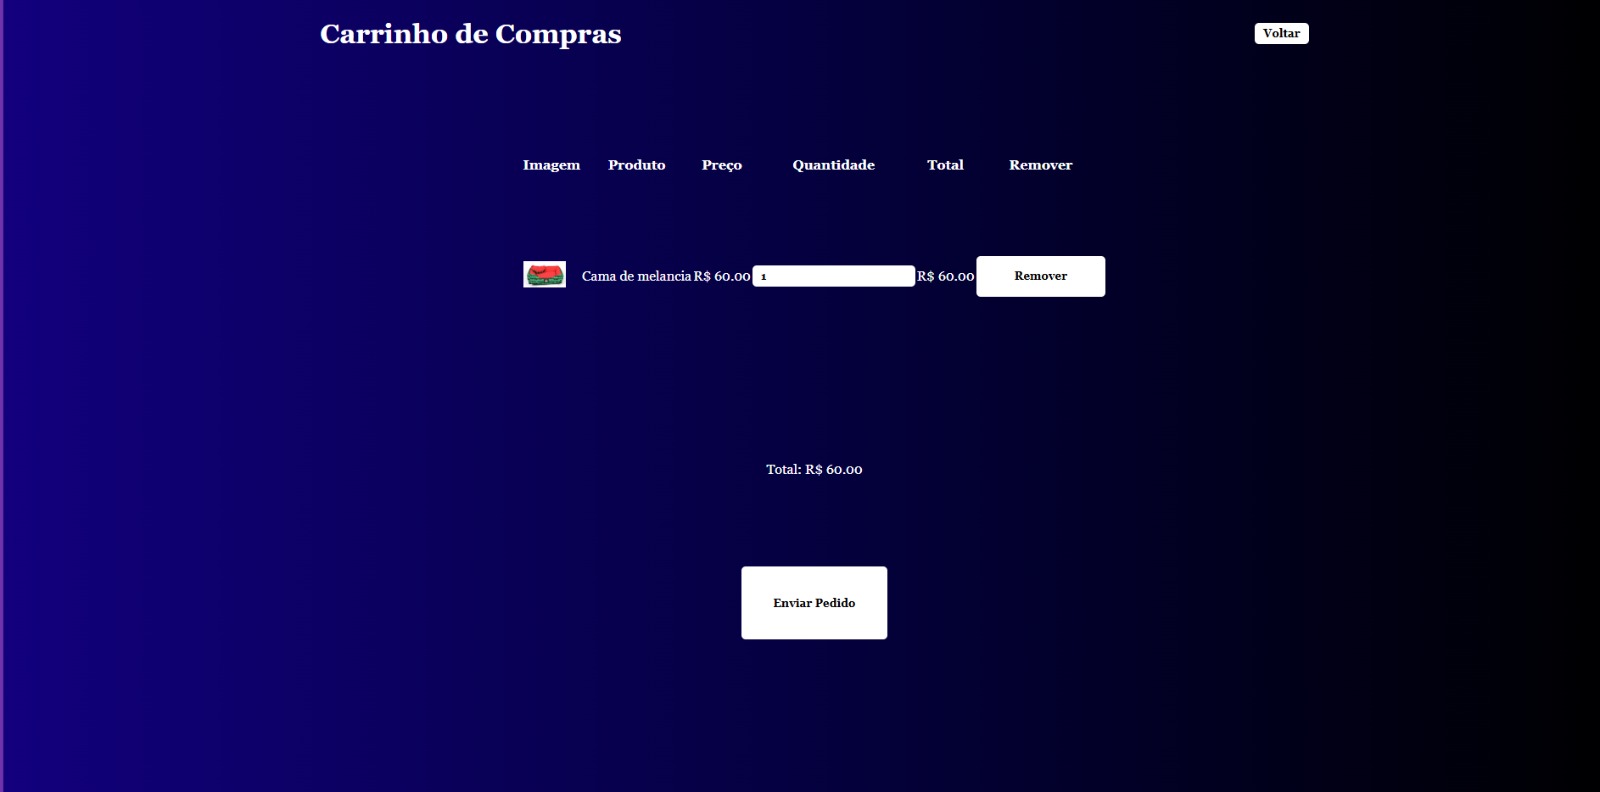 Carrinho de Compras Voltar
Imagem Produto Preço Quantidade Total Remover
Cama de melancia R$ 60.00 1 R$ 60.00 Remover
Total: R$ 60.00
Enviar Pedido